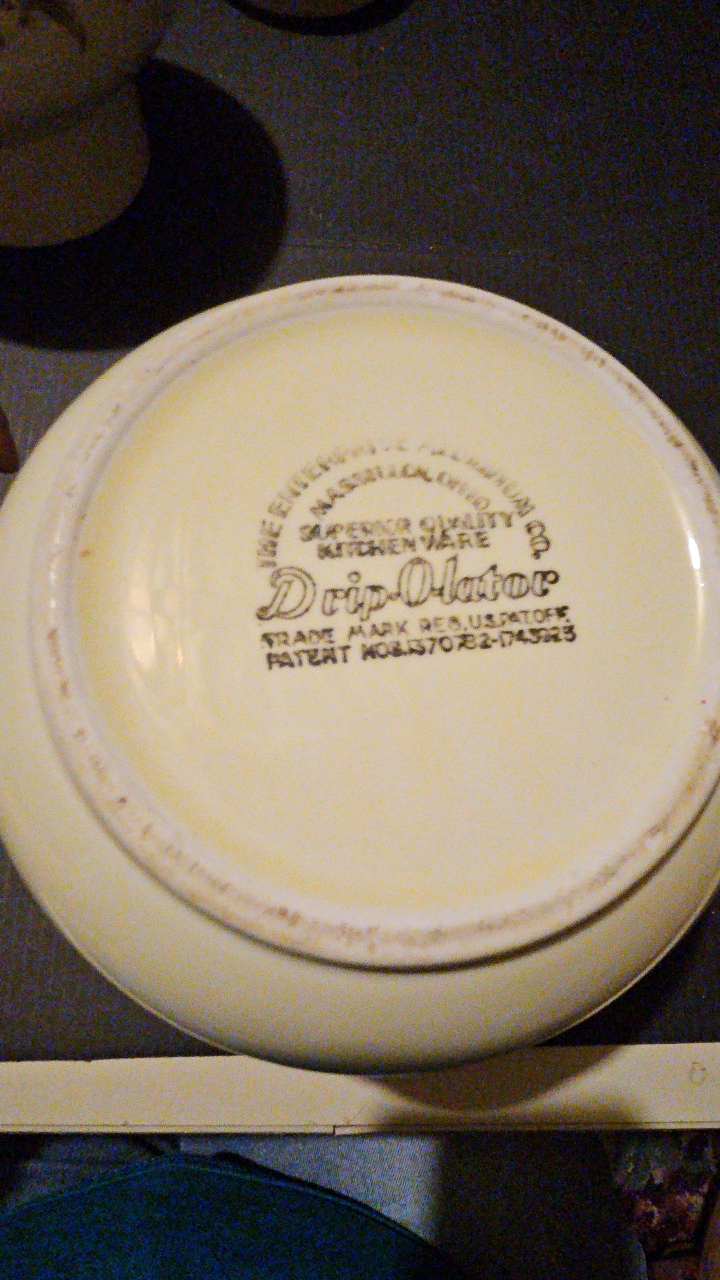 THE ENTERPRISE ALUMINUM CO.
MASSILLON, OHIO
SUPERIOR QUALITY
KITCHENWARE
Drip-O-lator
TRADE MARK REG. U.S. PAT. OFF.
PATENT NOS. 1370782-1743925